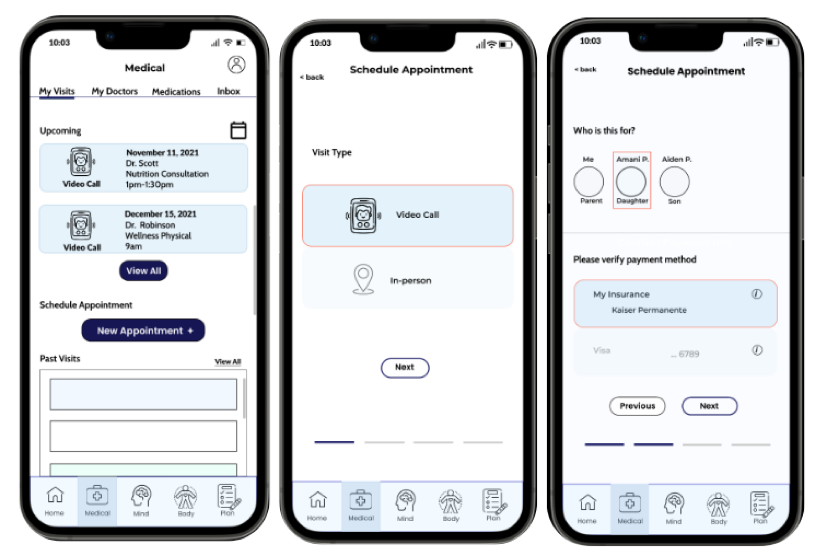 10:03
Medical
My Visits My Doctors Medications Inbox
Upcoming
November 11, 2021
Dr. Scott
Nutrition Consultation
1pm-1:30pm
Video Call
December 15, 2021
Dr. Robinson
Wellness Physical
9am
Video Call
View All
Schedule Appointment
New Appointment +
Past Visits
View All
Home Medical Mind Body Plan
10:03
< back
Schedule Appointment
Visit Type
Video Call
In-person
Next
Home Medical Mind Body Plan
10:03
< back
Schedule Appointment
Who is this for?
Me Amani P. Aiden P.
Parent Daughter Son
Please verify payment method
My Insurance
Kaiser Permanente
Visa ... 6789
Previous Next
Home Medical Mind Body Plan